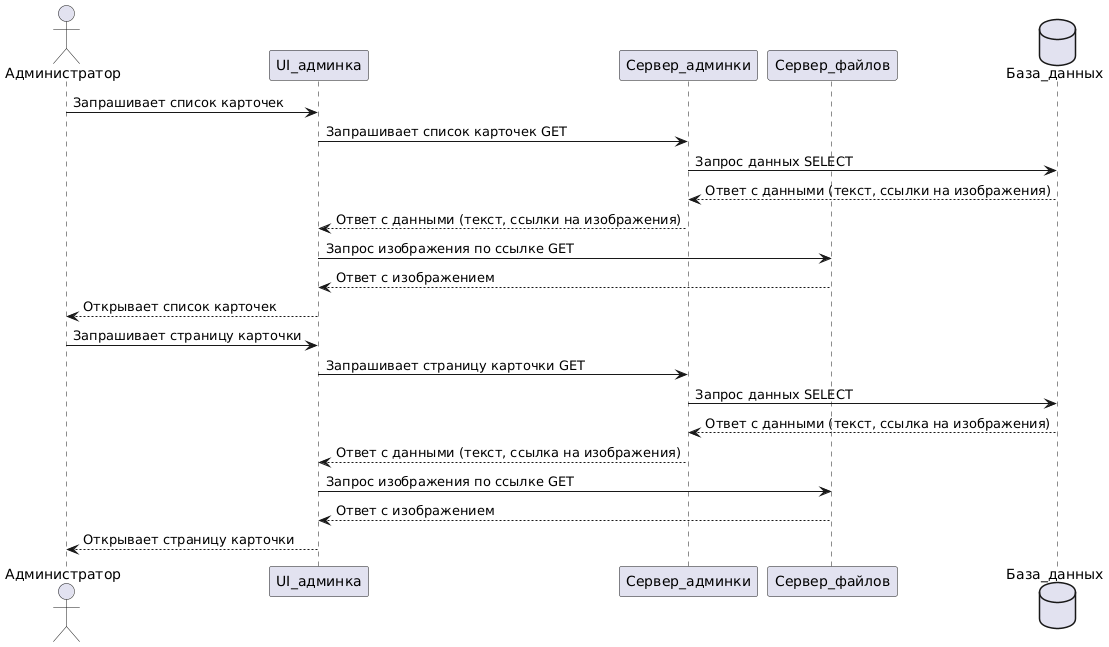 Администратор
UI_админка
Сервер_админки
Сервер_файлов
База_данных
Запрашивает список карточек
Запрашивает список карточек GET
Запрос данных SELECT
Ответ с данными (текст, ссылки на изображения)
Ответ с данными (текст, ссылки на изображения)
Запрос изображения по ссылке GET
Ответ с изображением
Открывает список карточек
Запрашивает страницу карточки
Запрашивает страницу карточки GET
Запрос данных SELECT
Ответ с данными (текст, ссылка на изображения)
Ответ с данными (текст, ссылка на изображения)
Запрос изображения по ссылке GET
Ответ с изображением
Открывает страницу карточки
Администратор
UI_админка
Сервер_админки
Сервер_файлов
База_данных